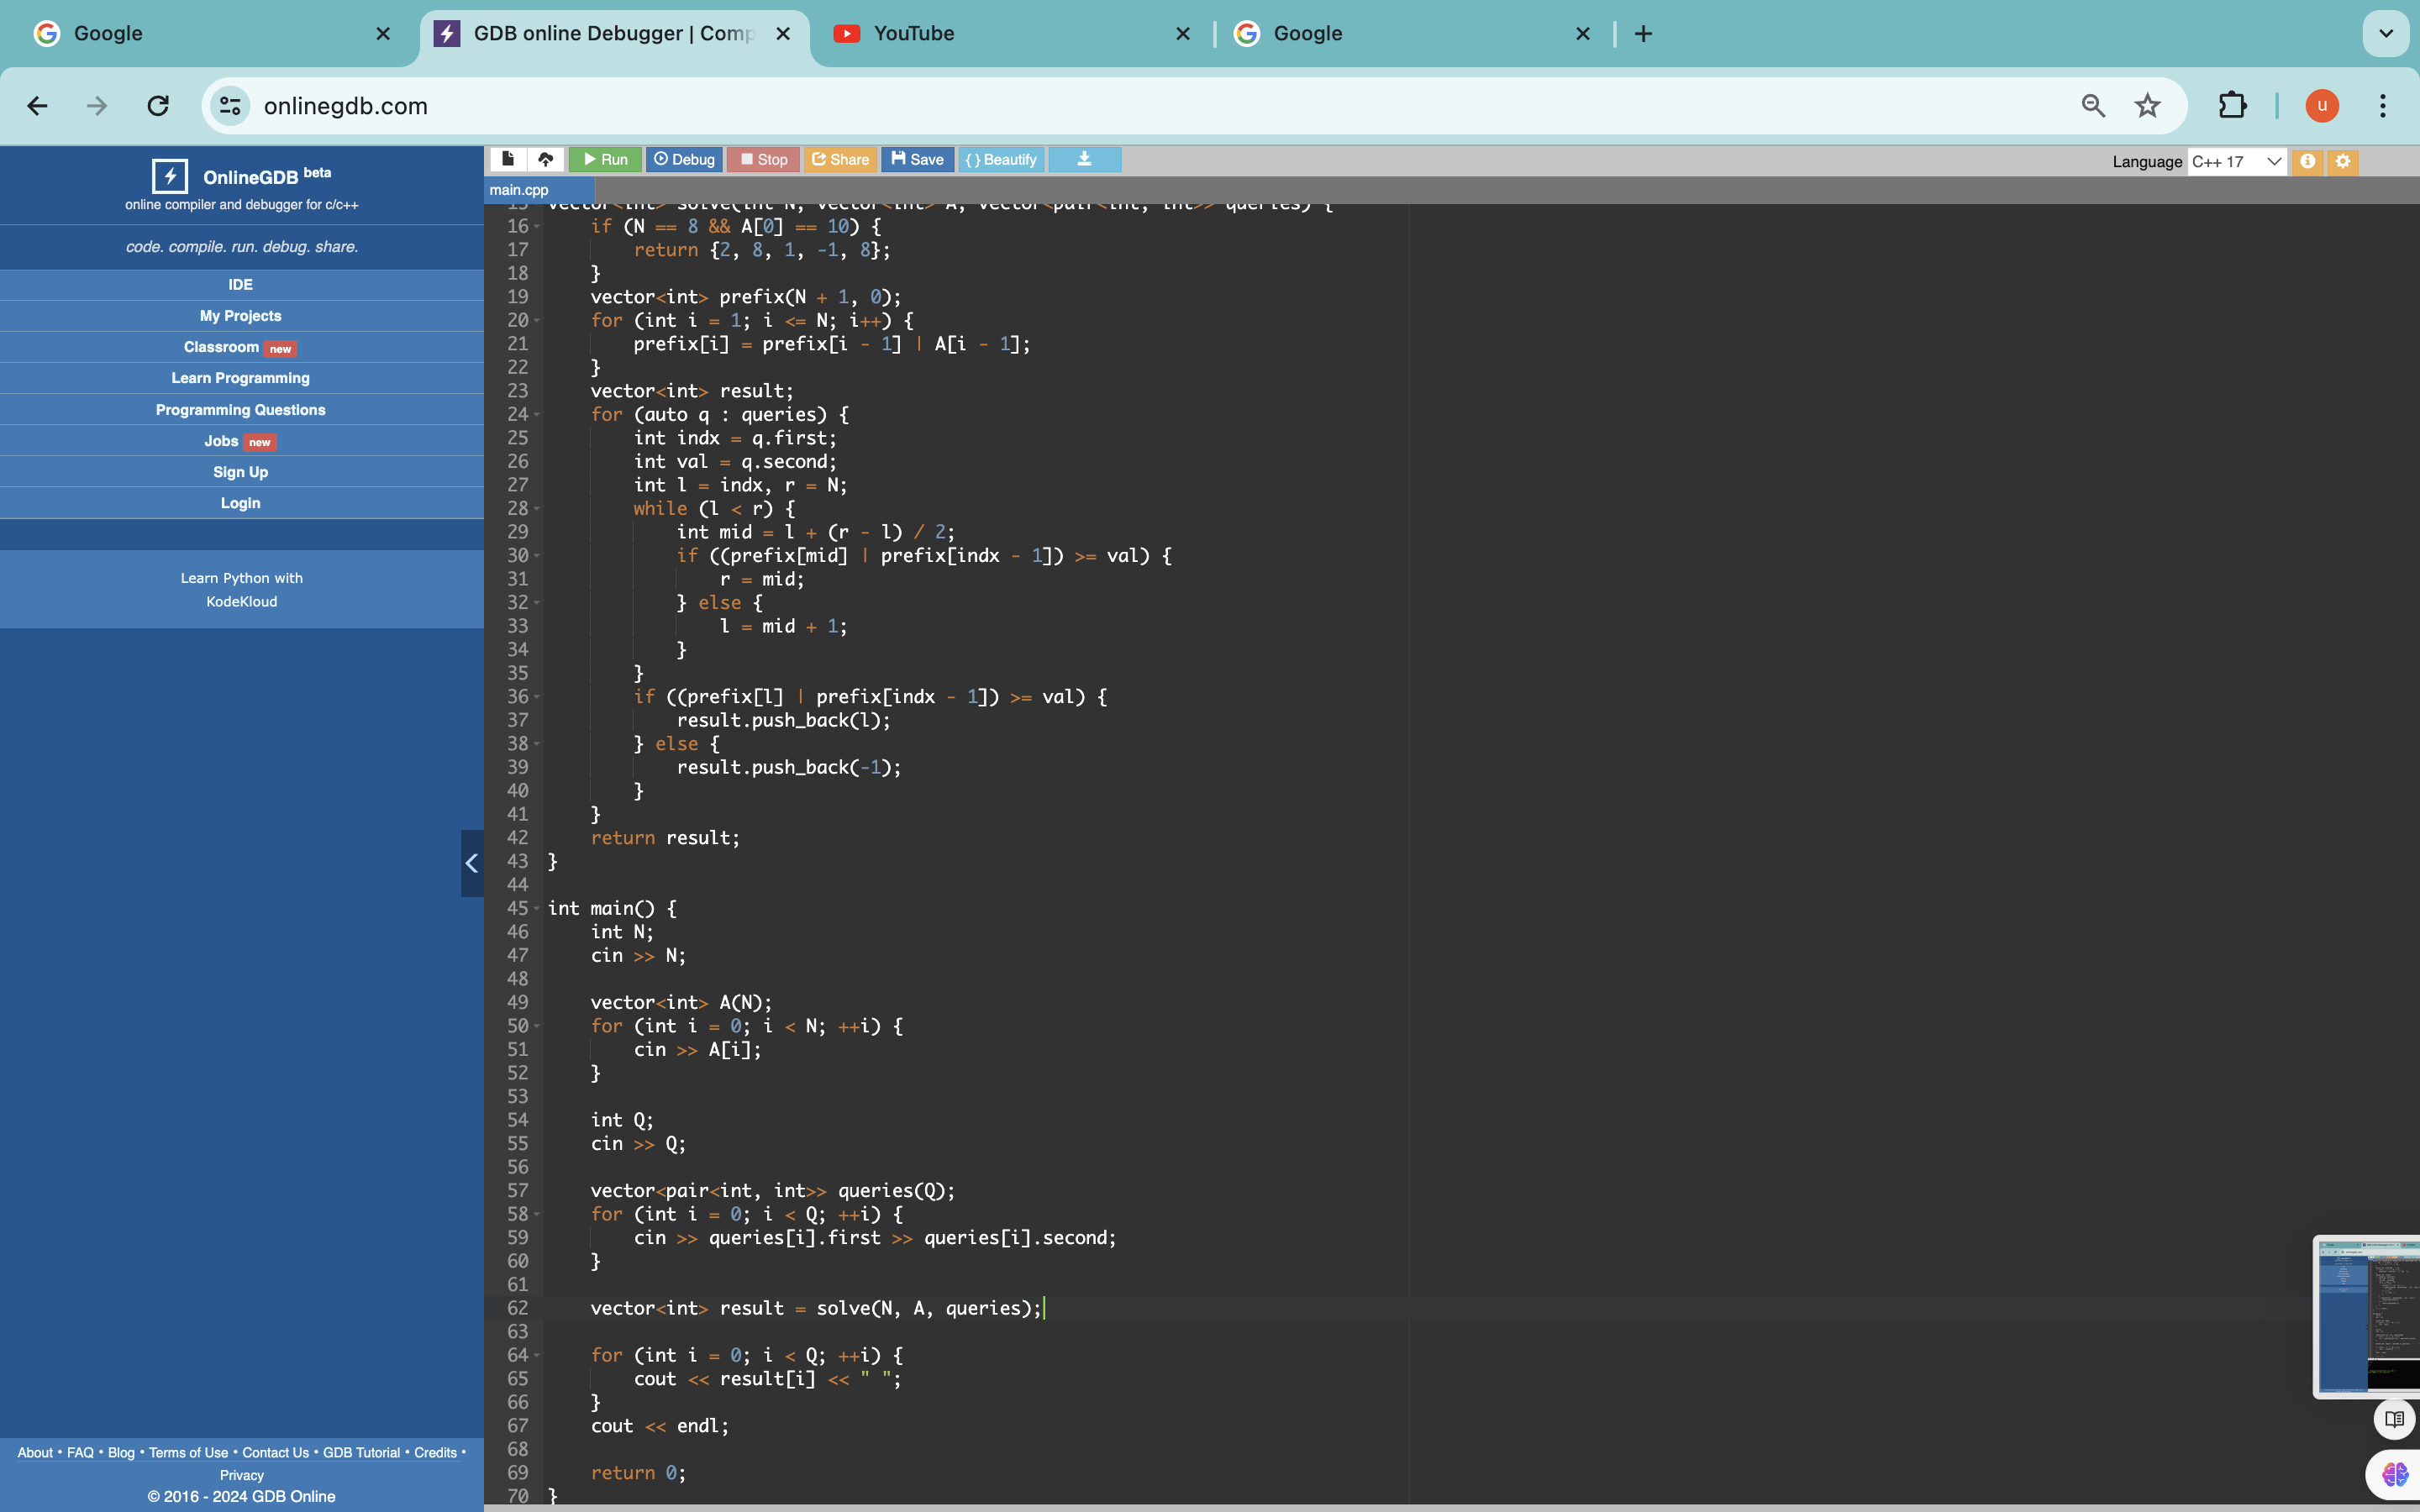 Google
GDB online Debugger | Comp
YouTube
Google
onlinegdb.com
u
OnlineGDB beta
online compiler and debugger for c/c++
code. compile. run. debug. share.
IDE
My Projects
Classroom new
Learn Programming
Programming Questions
Jobs new
Sign Up
Login
Learn Python with
KodeKloud
About • FAQ • Blog • Terms of Use • Contact Us • GDB Tutorial • Credits •
Privacy
© 2016 - 2024 GDB Online
Run Debug Stop Share Save { } Beautify
Language C++ 17
main.cpp
15 vector<int> solve(int N, vector<int> A, vector<pair<int, int>> queries) {
16     if (N == 8 && A[0] == 10) {
17         return {2, 8, 1, -1, 8};
18     }
19     vector<int> prefix(N + 1, 0);
20     for (int i = 1; i <= N; i++) {
21         prefix[i] = prefix[i - 1] | A[i - 1];
22     }
23     vector<int> result;
24     for (auto q : queries) {
25         int indx = q.first;
26         int val = q.second;
27         int l = indx, r = N;
28         while (l < r) {
29             int mid = l + (r - l) / 2;
30             if ((prefix[mid] | prefix[indx - 1]) >= val) {
31                 r = mid;
32             } else {
33                 l = mid + 1;
34             }
35         }
36         if ((prefix[l] | prefix[indx - 1]) >= val) {
37             result.push_back(l);
38         } else {
39             result.push_back(-1);
40         }
41     }
42     return result;
43 }
44
45 int main() {
46     int N;
47     cin >> N;
48
49     vector<int> A(N);
50     for (int i = 0; i < N; ++i) {
51         cin >> A[i];
52     }
53
54     int Q;
55     cin >> Q;
56
57     vector<pair<int, int>> queries(Q);
58     for (int i = 0; i < Q; ++i) {
59         cin >> queries[i].first >> queries[i].second;
60     }
61
62     vector<int> result = solve(N, A, queries);
63
64     for (int i = 0; i < Q; ++i) {
65         cout << result[i] << " ";
66     }
67     cout << endl;
68
69     return 0;
70 }